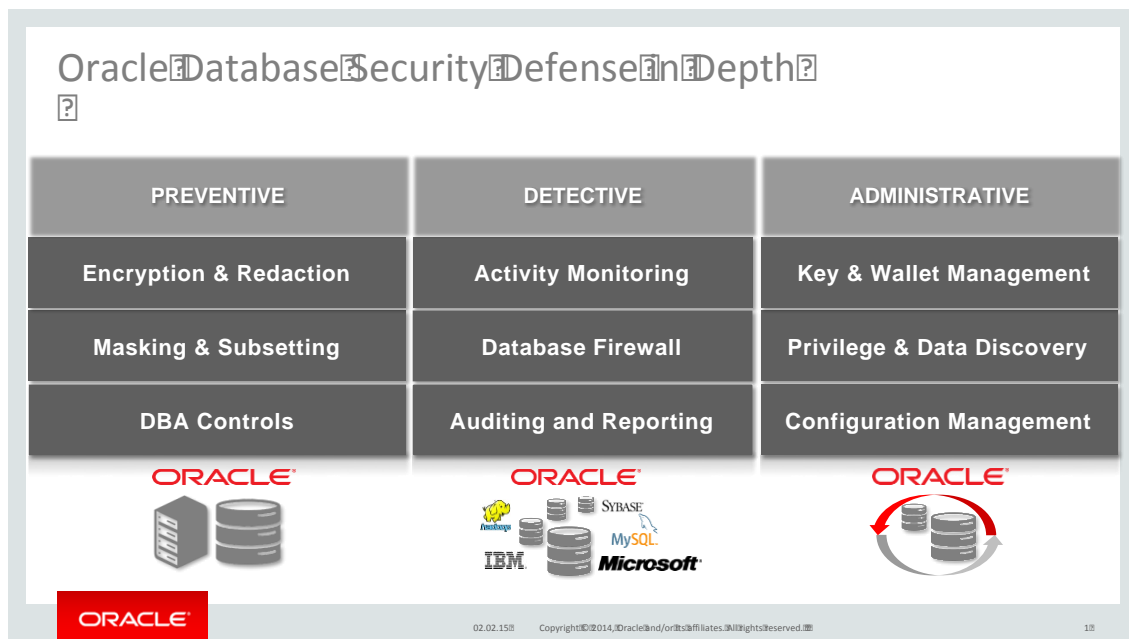 Oracle Database Security Defense in Depth
PREVENTIVE
DETECTIVE
ADMINISTRATIVE
Encryption & Redaction
Activity Monitoring
Key & Wallet Management
Masking & Subsetting
Database Firewall
Privilege & Data Discovery
DBA Controls
Auditing and Reporting
Configuration Management
ORACLE®
ORACLE®
ORACLE®
SYBASE
MySQL
IBM
Microsoft
ORACLE®
02.02.15 Copyright © 2014, Oracle and/or its affiliates. All rights reserved. 1